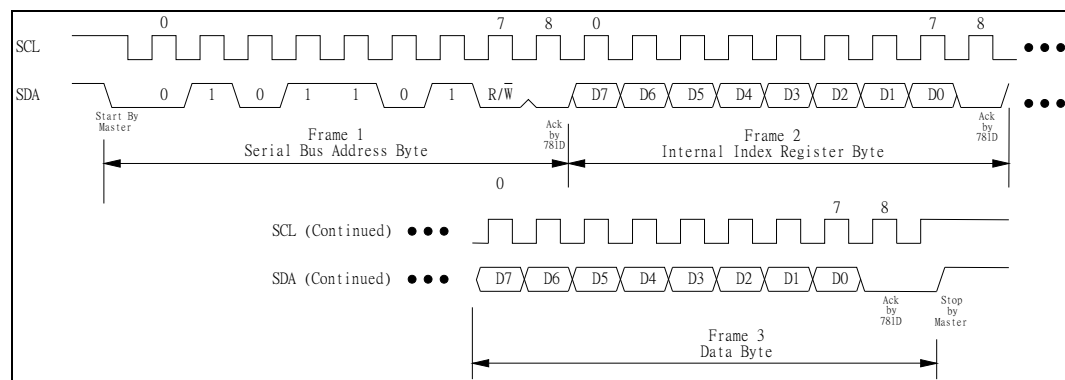 0 7 8 0 7 8
SCL
SDA 0 1 0 1 1 0 1 R/W D7 D6 D5 D4 D3 D2 D1 D0
Start By
Master
Ack
by
781D
Ack
by
781D
Frame 1
Serial Bus Address Byte
Frame 2
Internal Index Register Byte
0
7 8
SCL (Continued)
SDA (Continued) D7 D6 D5 D4 D3 D2 D1 D0
Ack
by
781D
Stop
by
Master
Frame 3
Data Byte